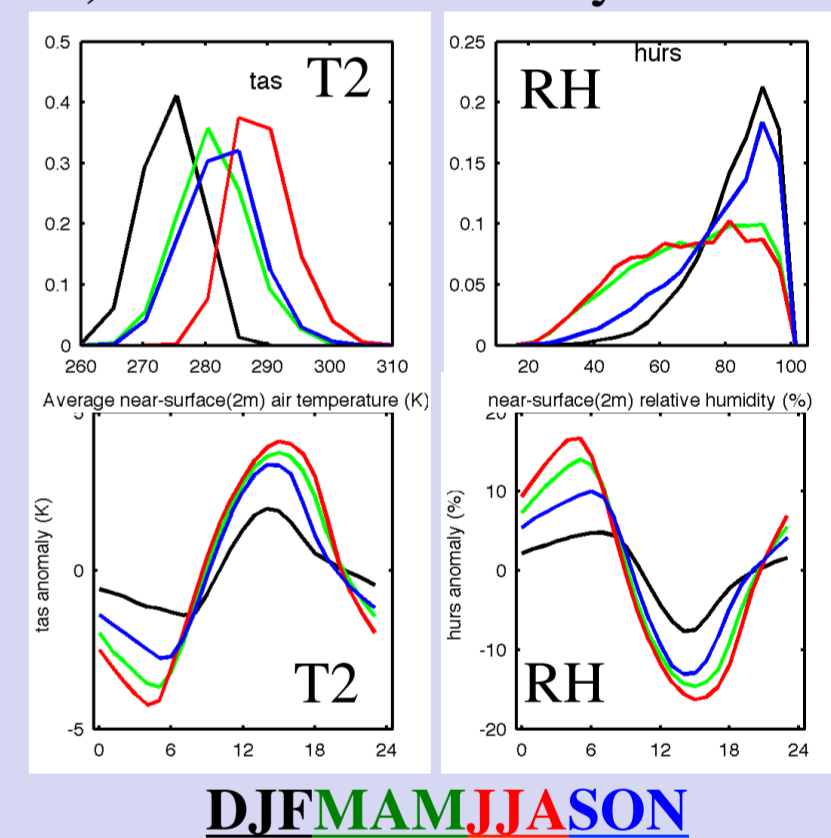 0.5
0.4
0.3
0.2
0.1
0
tas T2
260 270 280 290 300 310
0.25
0.2
0.15
0.1
0.05
0
hurs
RH
20 40 60 80 100
Average near-surface(2m) air temperature (K)
0
-5
tas anomaly (K)
T2
0 6 12 18 24
near-surface(2m) relative humidity (%)
20
10
0
-10
-20
hurs anomaly (%)
RH
0 6 12 18 24
DJFMAMJJASON